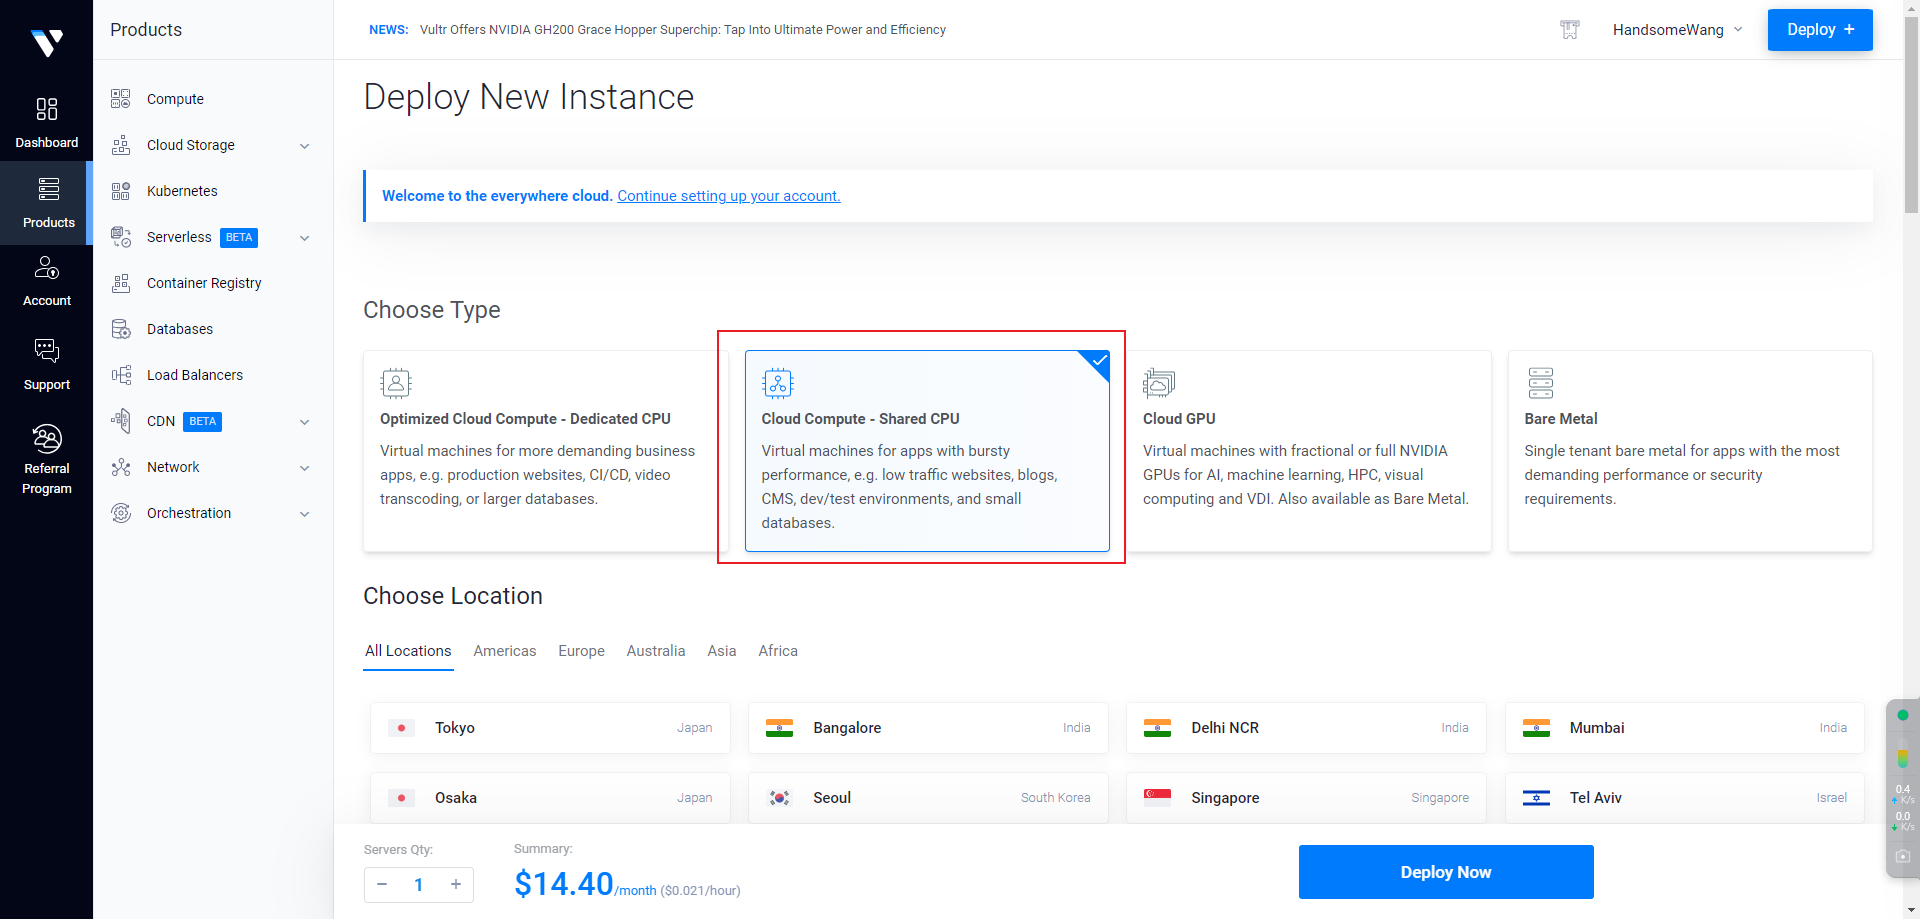 Products
NEWS: Vultr Offers NVIDIA GH200 Grace Hopper Superchip: Tap Into Ultimate Power and Efficiency
HandsomeWang
Deploy +
Dashboard
Products
Account
Support
Referral
Program
Compute
Cloud Storage
Kubernetes
Serverless BETA
Container Registry
Databases
Load Balancers
CDN BETA
Network
Orchestration
Deploy New Instance
Welcome to the everywhere cloud. Continue setting up your account.
Choose Type
Optimized Cloud Compute - Dedicated CPU
Virtual machines for more demanding business
apps, e.g. production websites, CI/CD, video
transcoding, or larger databases.
Cloud Compute - Shared CPU
Virtual machines for apps with bursty
performance, e.g. low traffic websites, blogs,
CMS, dev/test environments, and small
databases.
Cloud GPU
Virtual machines with fractional or full NVIDIA
GPUs for AI, machine learning, HPC, visual
computing and VDI. Also available as Bare Metal.
Bare Metal
Single tenant bare metal for apps with the most
demanding performance or security
requirements.
Choose Location
All Locations Americas Europe Australia Asia Africa
Tokyo Japan
Bangalore India
Delhi NCR India
Mumbai India
Osaka Japan
Seoul South Korea
Singapore Singapore
Tel Aviv Israel
Servers Qty:
− 1 +
Summary:
$14.40/month ($0.021/hour)
Deploy Now
0.4
K/s
0.0
K/s